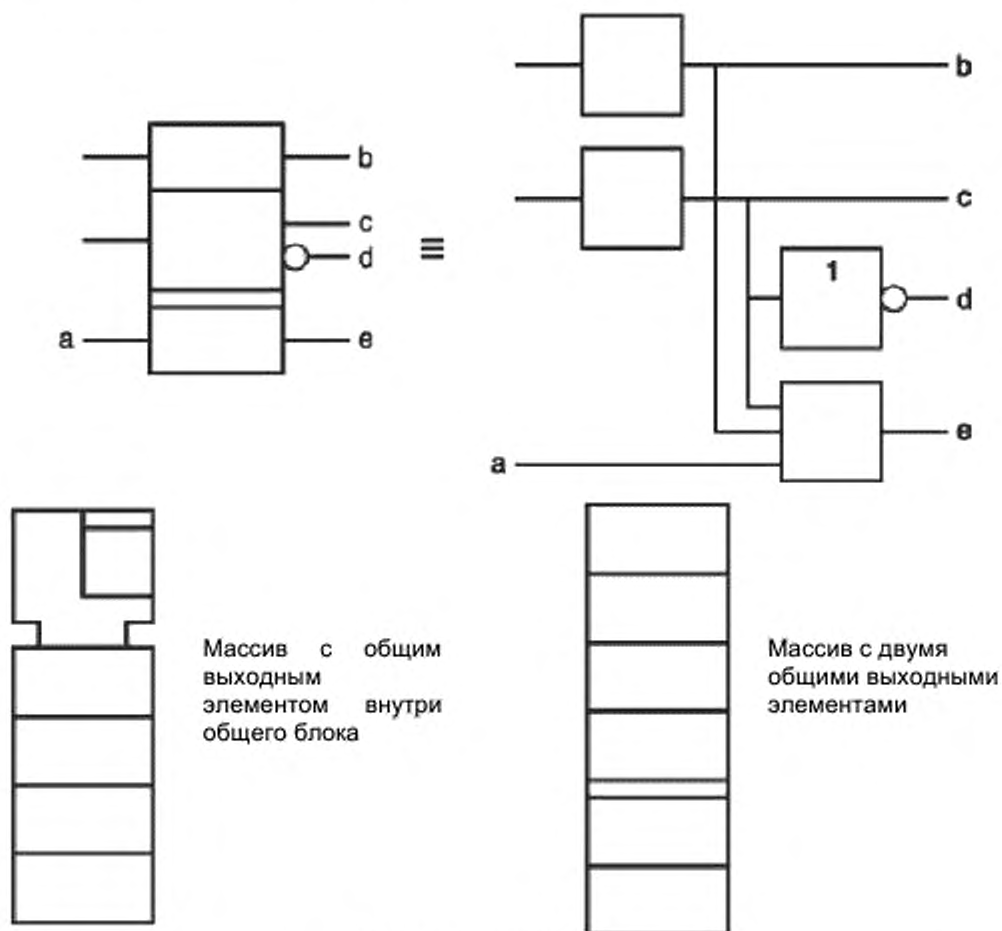 b
c
d
a
e
≡
b
c
1
d
e
a
Массив с общим
выходным
элементом внутри
общего блока
Массив с двумя
общими выходными
элементами